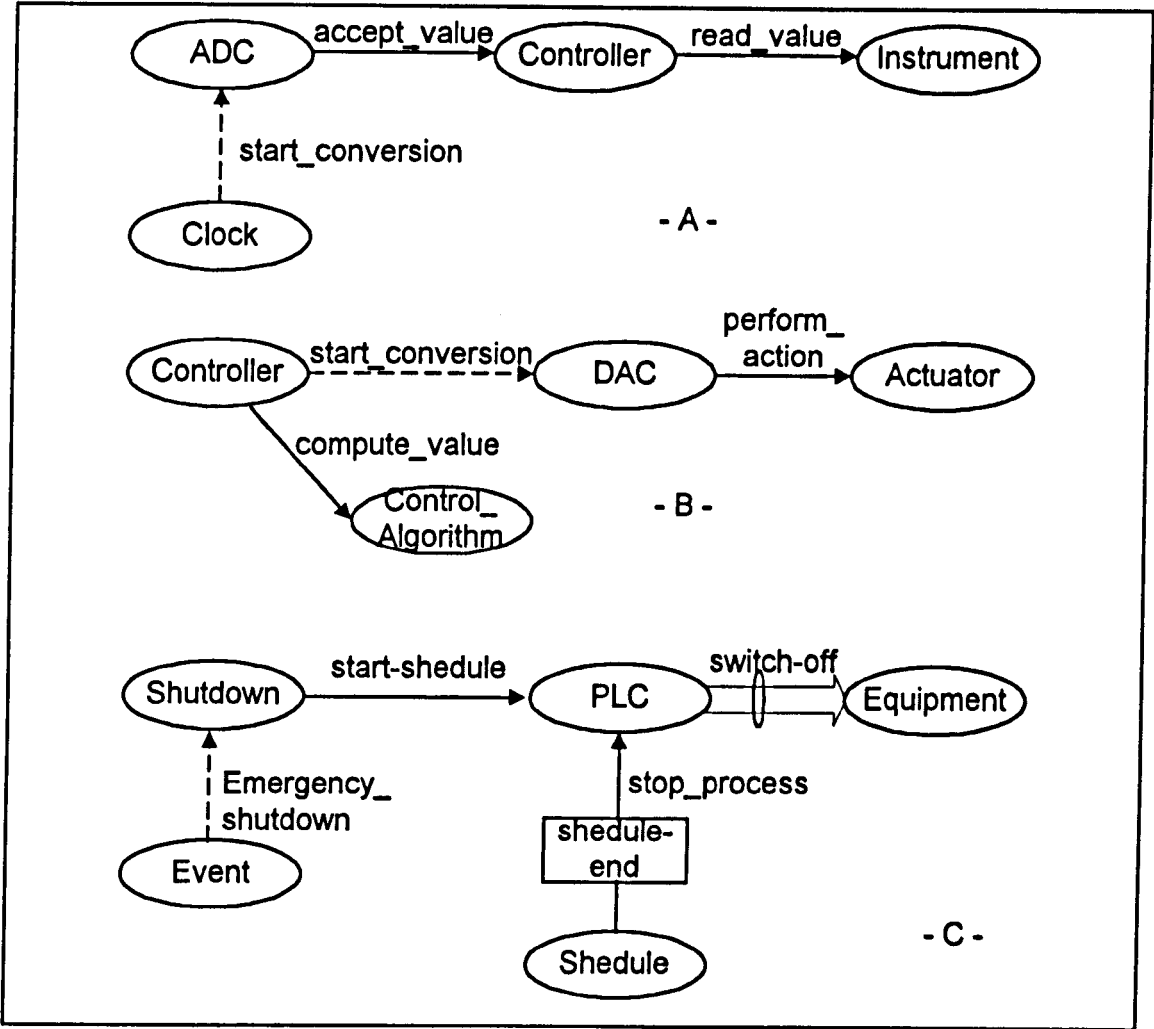 ADC
accept_value
Controller
read_value
Instrument
start_conversion
Clock
- A -
Controller
start_conversion
DAC
perform_
action
Actuator
compute_value
Control_
Algorithm
- B -
Shutdown
start-shedule
PLC
switch-off
Equipment
Emergency_
shutdown
Event
stop_process
shedule-
end
Shedule
- C -